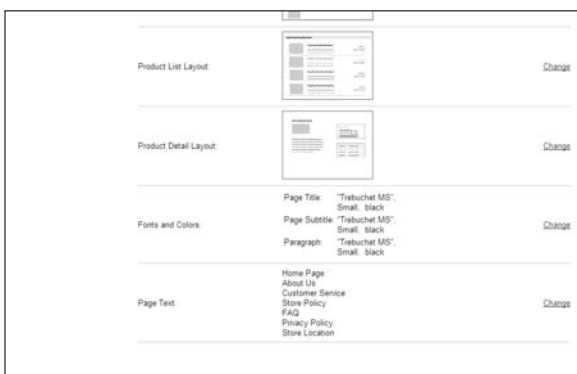 Product List Layout:
Change
Product Detail Layout:
Change
Fonts and Colors:
Page Title: "Trebuchet MS",
Small, black
Page Subtitle: "Trebuchet MS",
Small, black
Paragraph: "Trebuchet MS",
Small, black
Change
Page Text:
Home Page
About Us
Customer Service
Store Policy
FAQ
Privacy Policy
Store Location
Change